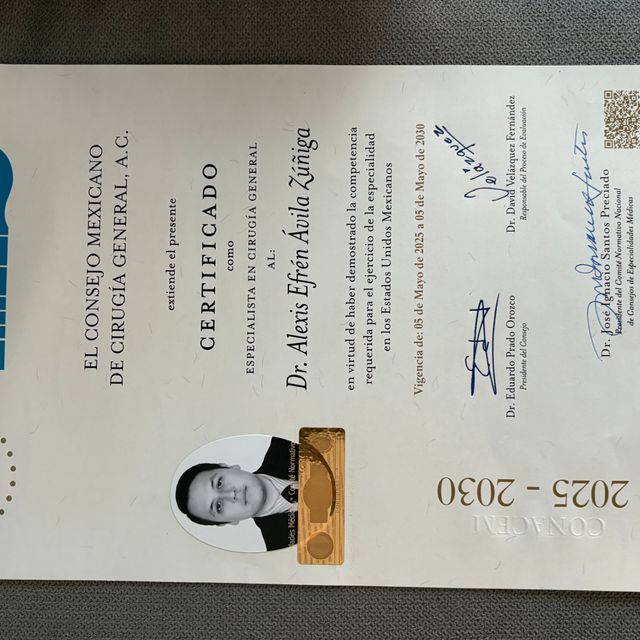 EL CONSEJO MEXICANO
DE CIRUGÍA GENERAL, A.C.
extiende el presente
CERTIFICADO
como
ESPECIALISTA EN CIRUGÍA GENERAL
AL:
Dr. Alexis Efrén Ávila Zúñiga
en virtud de haber demostrado la competencia
requerida para el ejercicio de la especialidad
en los Estados Unidos Mexicanos
Vigencia de: 05 de Mayo de 2025 a 05 de Mayo de 2030
Dr. Eduardo Prado Orozco
Presidente del Consejo
Dr. David Velázquez Fernández
Responsable del Proceso de Evaluación
Dr. José Ignacio Santos Preciado
Presidente del Comité Normativo Nacional
de Consejos de Especialidades Médicas
2025 - 2030
CONACEM